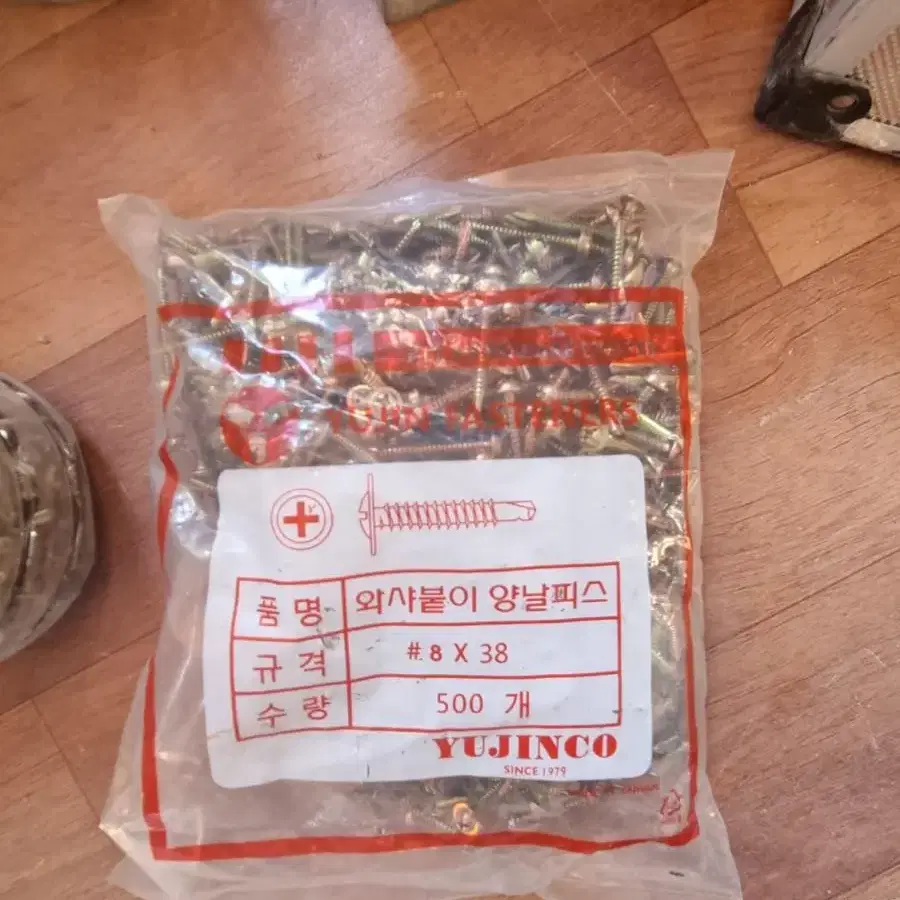 YUJIN FASTENERS
품명 와샤붙이 양날피스
규격 #8 X 38
수량 500 개
YUJINCO
SINCE 1979